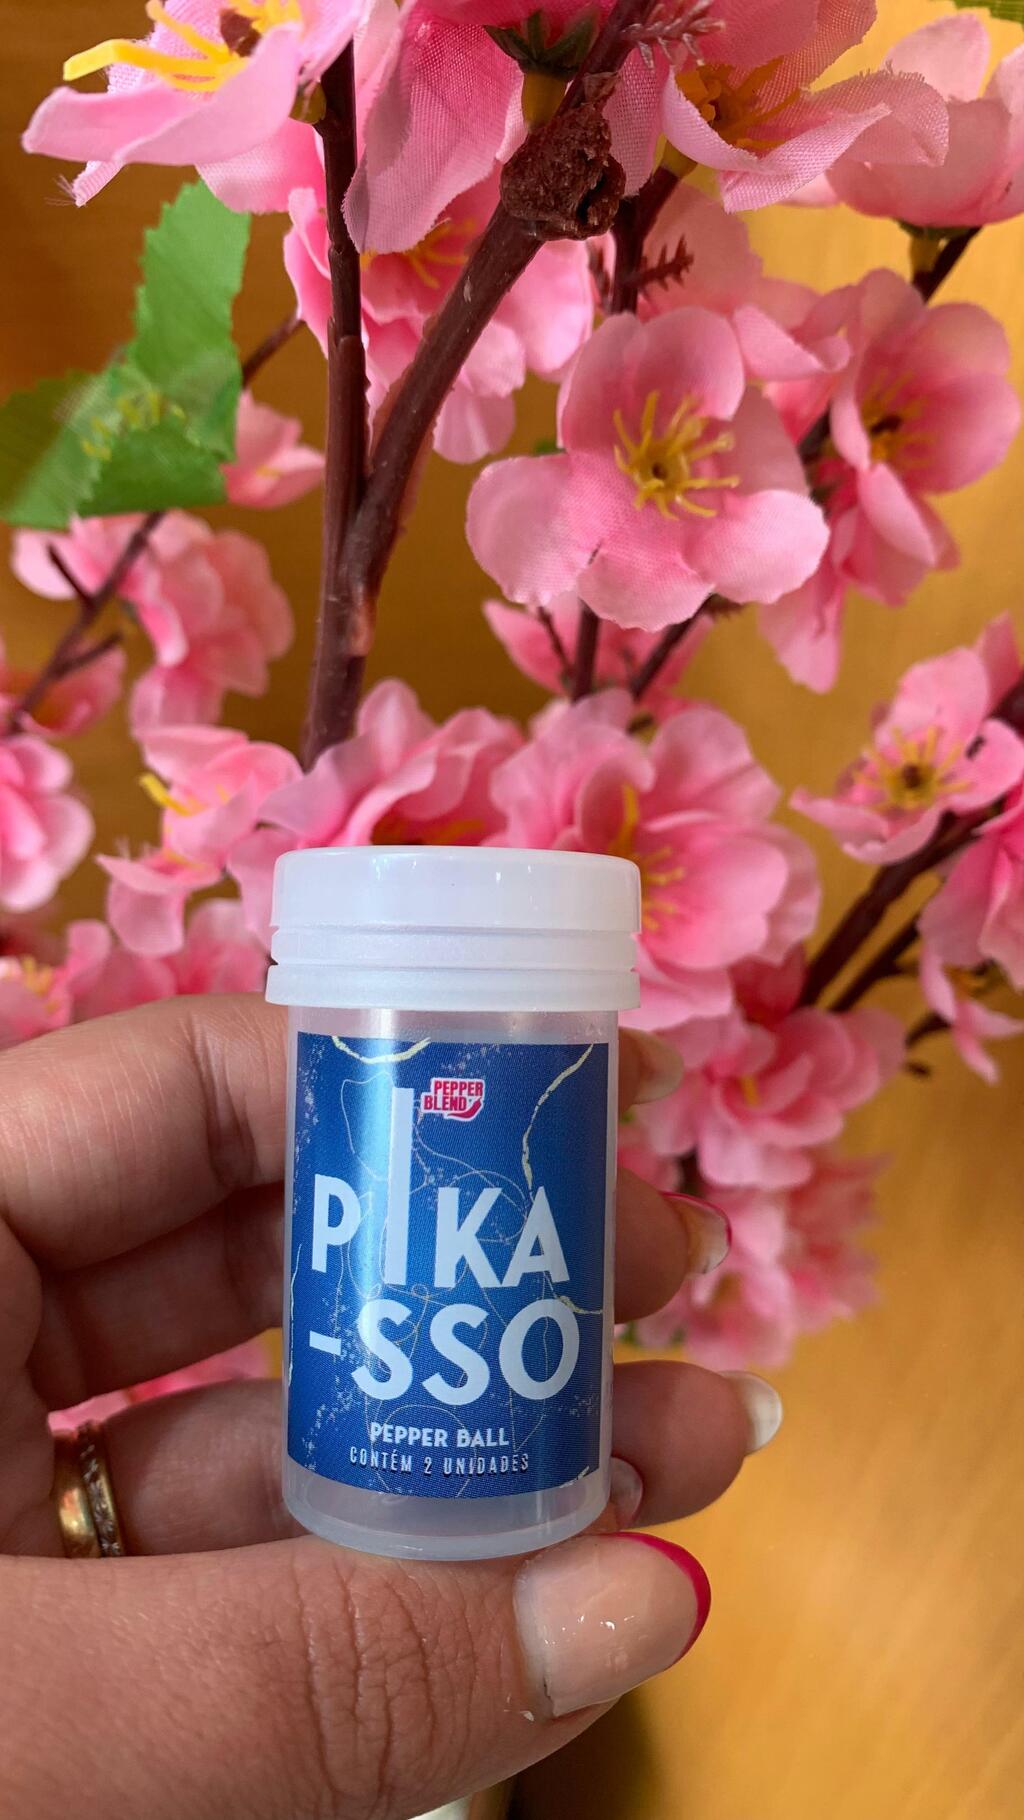 PEPPER
BLEND
PIKA
-SSO
PEPPER BALL
CONTÉM 2 UNIDADES